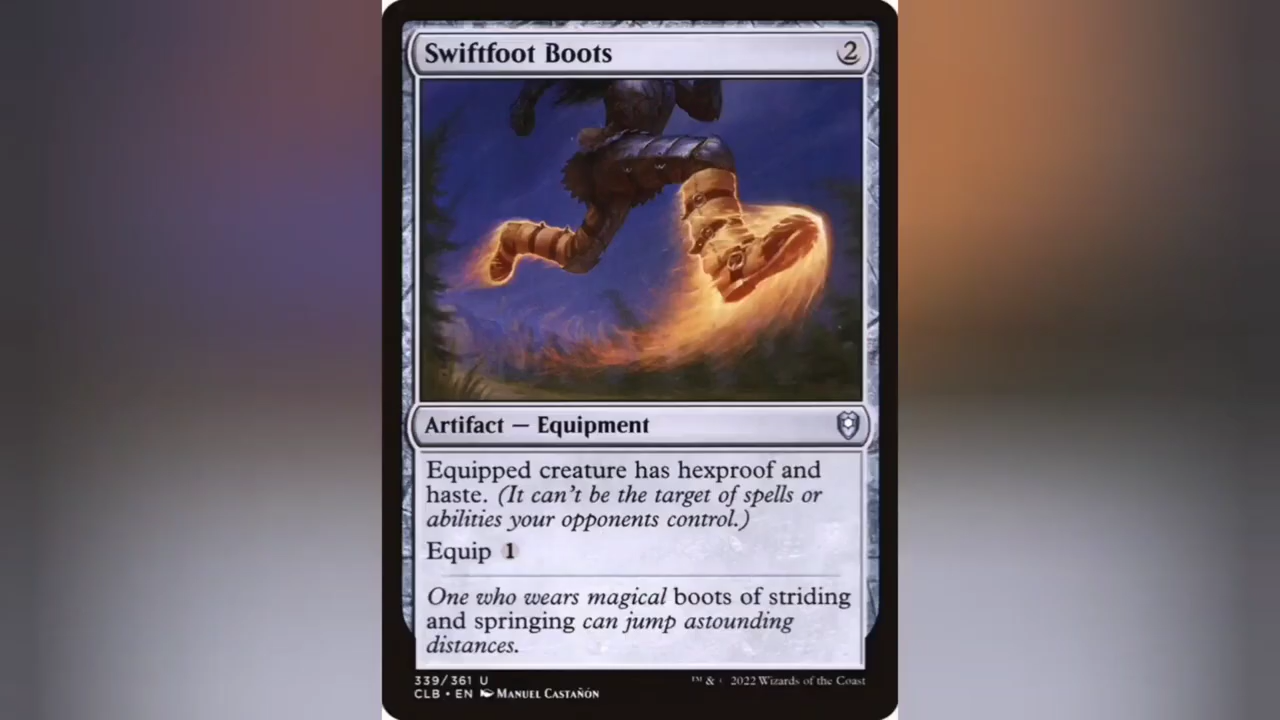 Swiftfoot Boots 2
Artifact — Equipment
Equipped creature has hexproof and
haste. (It can't be the target of spells or
abilities your opponents control.)
Equip 1
One who wears magical boots of striding
and springing can jump astounding
distances.
339/361 U
CLB • EN MANUEL CASTAÑÓN
™ & 2022 Wizards of the Coast